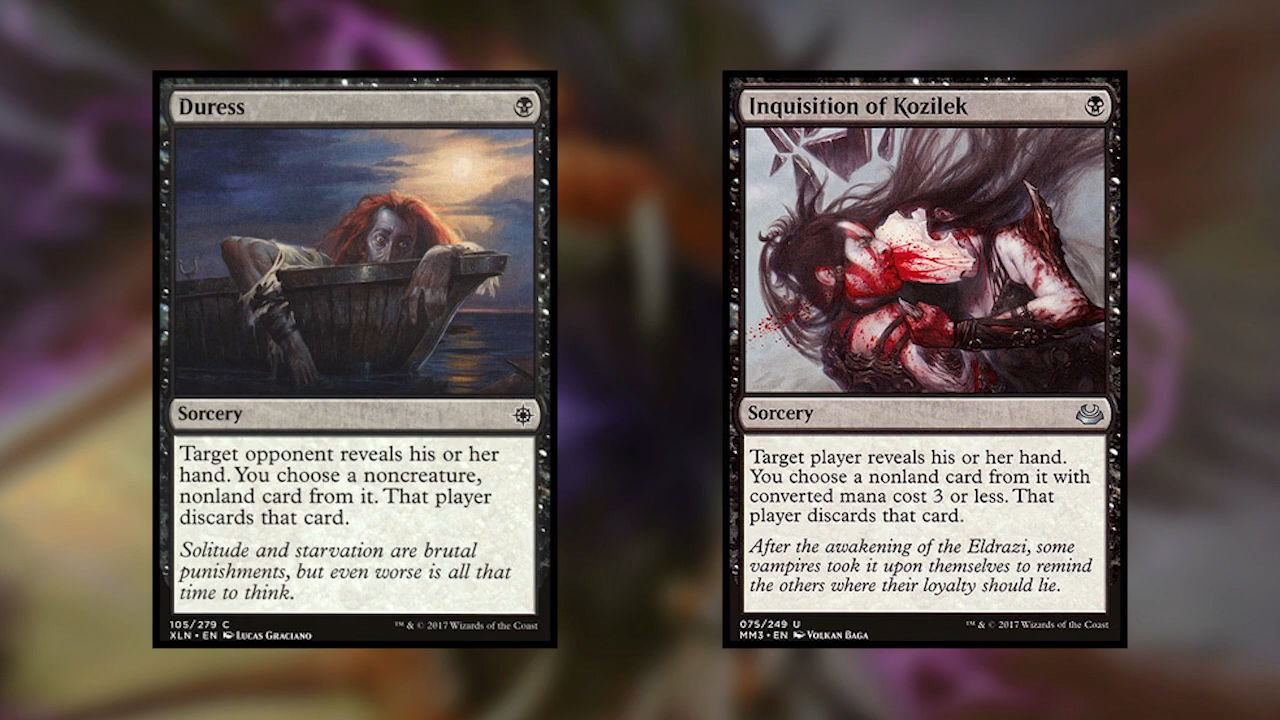 Duress
Sorcery
Target opponent reveals his or her
hand. You choose a noncreature,
nonland card from it. That player
discards that card.
Solitude and starvation are brutal
punishments, but even worse is all that
time to think.
105/279 C
XLN • EN Lucas Graciano
™ & © 2017 Wizards of the Coast
Inquisition of Kozilek
Sorcery
Target player reveals his or her hand.
You choose a nonland card from it with
converted mana cost 3 or less. That
player discards that card.
After the awakening of the Eldrazi, some
vampires took it upon themselves to remind
the others where their loyalty should lie.
075/249 U
MM3 • EN Volkan Baga
™ & © 2017 Wizards of the Coast